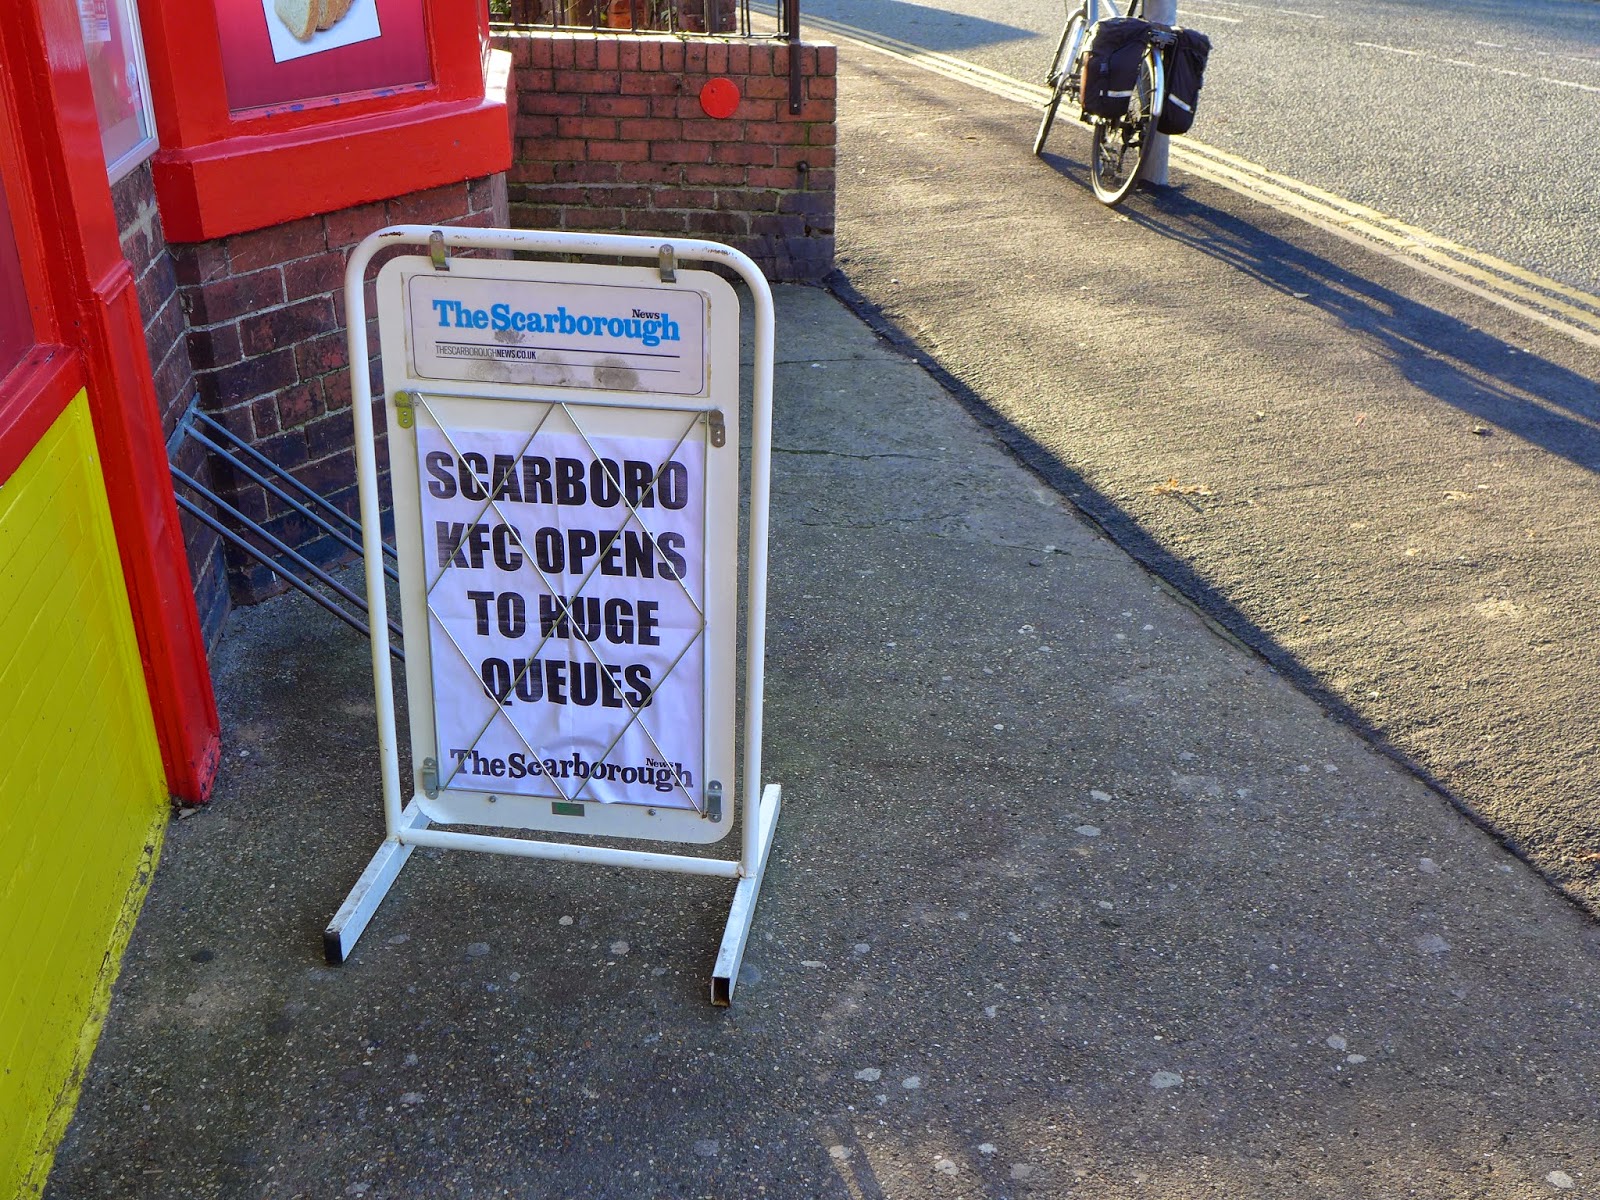 The Scarborough News
THESCARBOROUGHNEWS.CO.UK
SCARBORO
KFC OPENS
TO HUGE
QUEUES
The Scarborough News